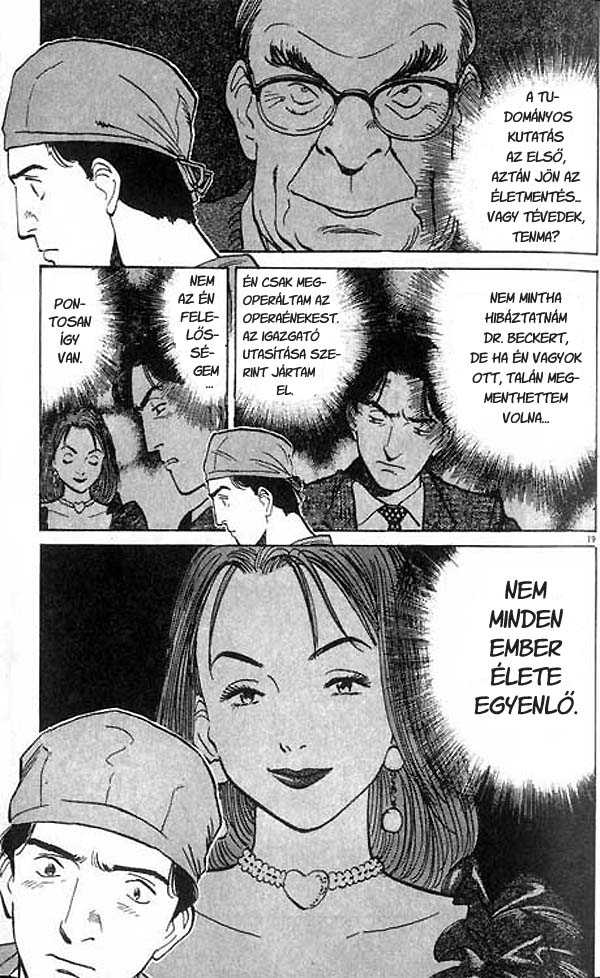 A TU-
DOMÁNYOS
KUTATÁS
AZ ELSŐ,
AZTÁN JÖN AZ
ÉLETMENTÉS...
VAGY TÉVEDEK,
TENMA?
NEM MINTHA
HIBÁZTATNÁM
DR. BECKERT,
DE HA ÉN VAGYOK
OTT, TALÁN MEG-
MENTHETTEM
VOLNA...
ÉN CSAK MEG-
OPERÁLTAM AZ
OPERAÉNEKEST.
AZ IGAZGATÓ
UTASÍTÁSA SZE-
RINT JÁRTAM
EL.
NEM
AZ ÉN
FELE-
LŐS-
SÉ-
GEM
...
PON-
TOSAN
ÍGY
VAN.
19
NEM
MINDEN
EMBER
ÉLETE
EGYENLŐ.